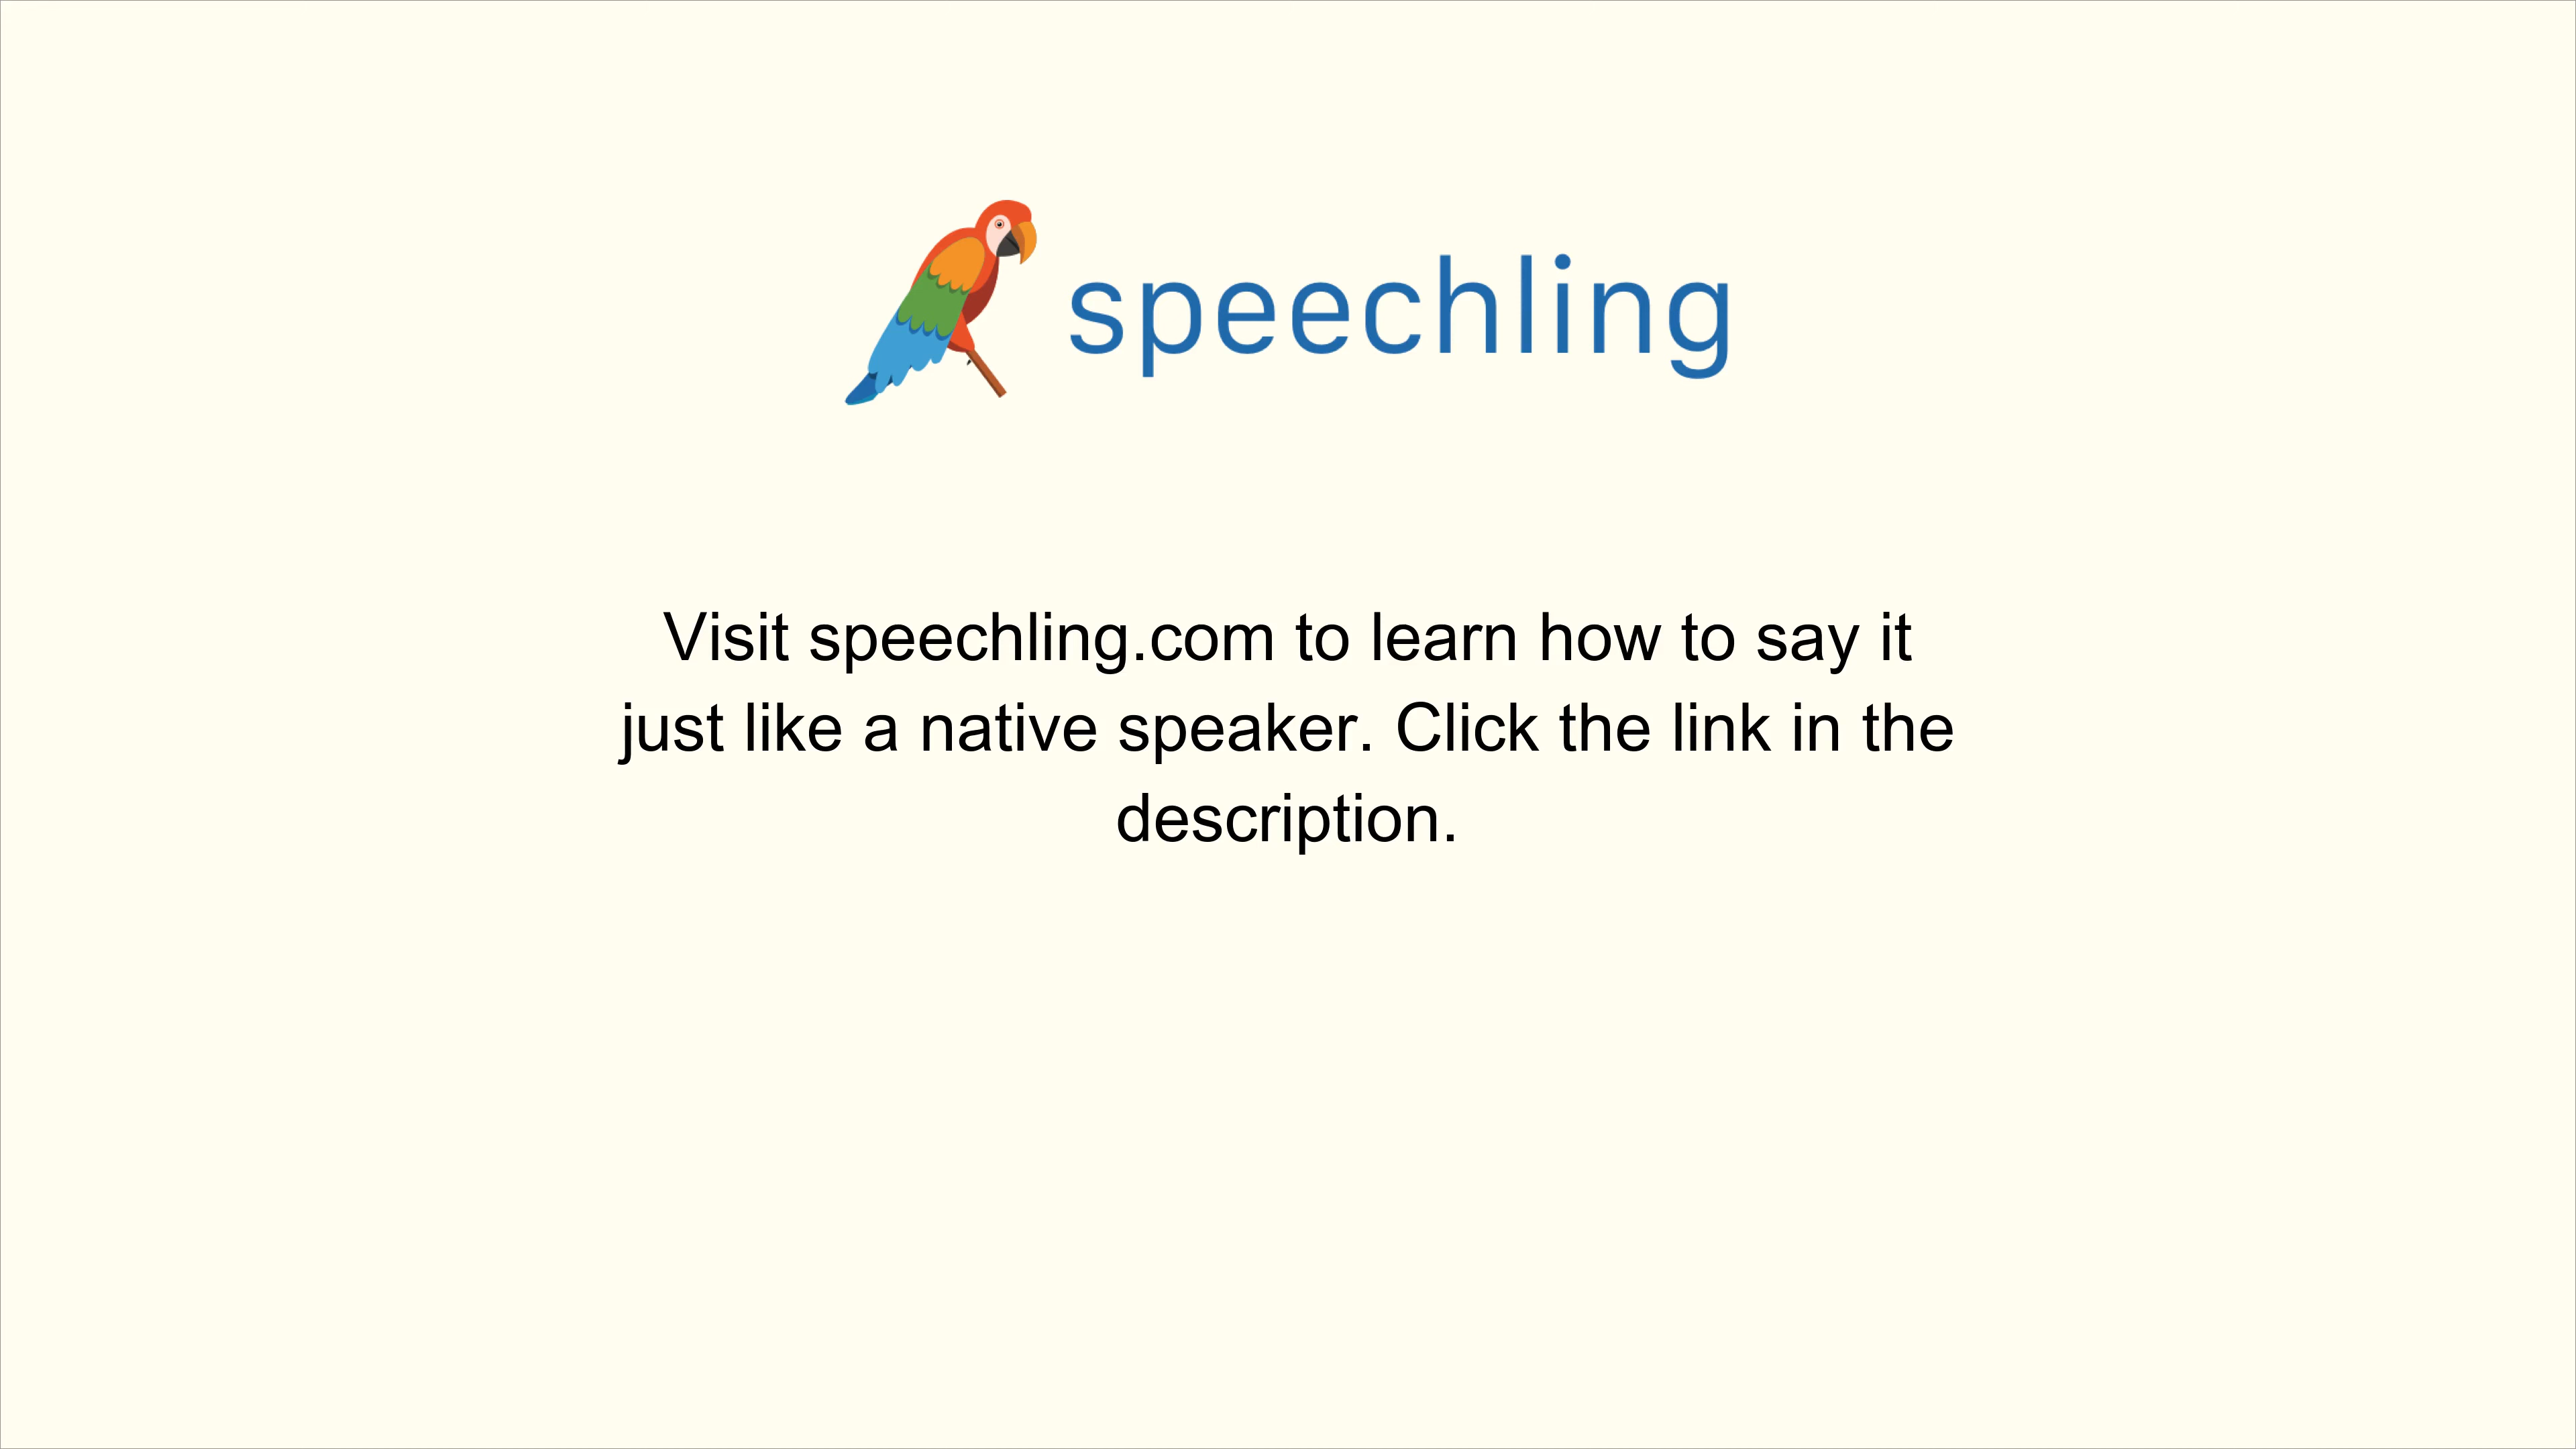 speechling
Visit speechling.com to learn how to say it
just like a native speaker. Click the link in the
description.